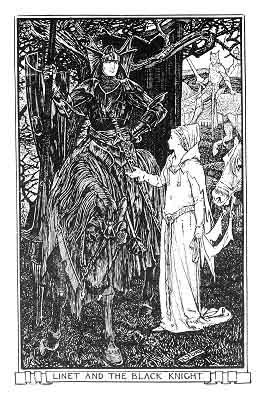 LINET AND THE BLACK KNIGHT